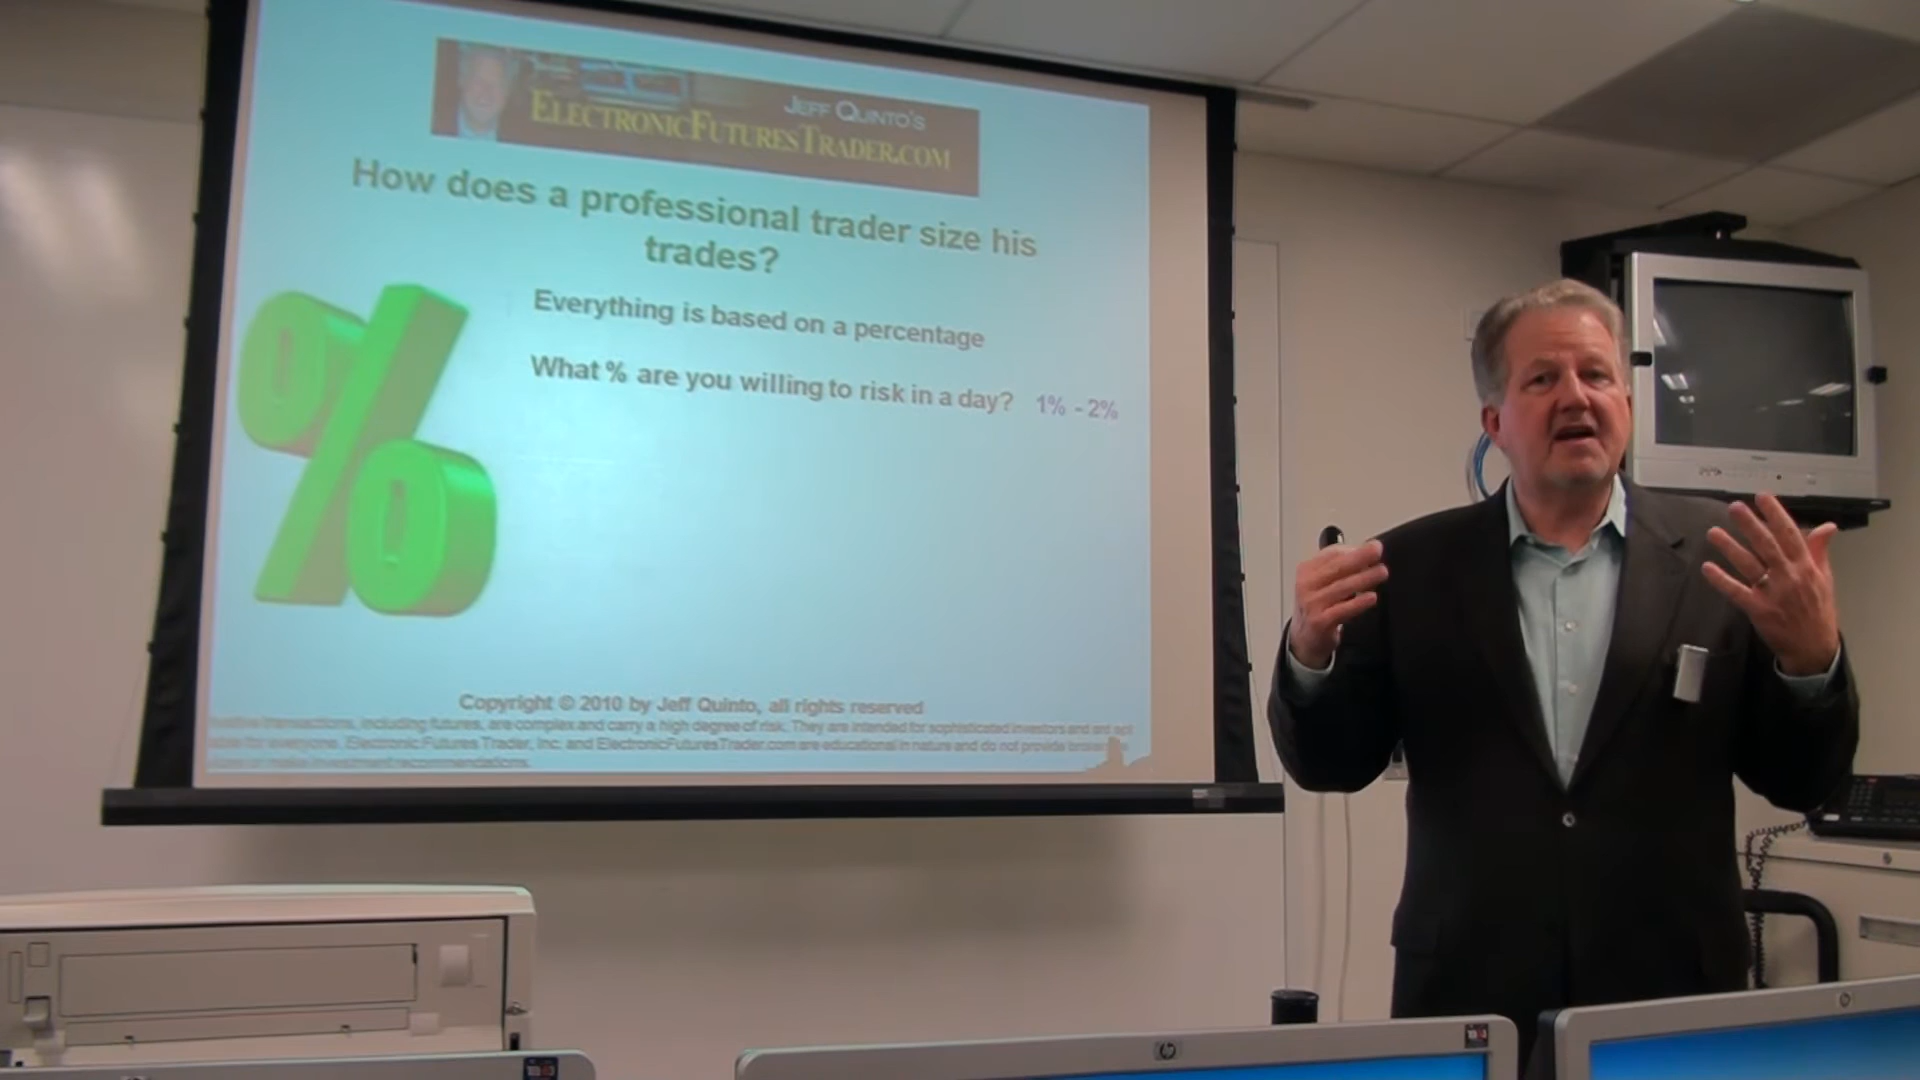 JEFF QUINTO'S
ELECTRONICFUTURESTRADER.COM
How does a professional trader size his
trades?
Everything is based on a percentage
What % are you willing to risk in a day? 1% - 2%
%
Copyright © 2010 by Jeff Quinto, all rights reserved
transactions, including futures, are complex and carry a high degree of risk. They are intended for sophisticated investors and are not
for everyone. Electronic Futures Trader, Inc. and ElectronicFuturesTrader.com are educational in nature and do not provide
or make investment recommendations.
hp